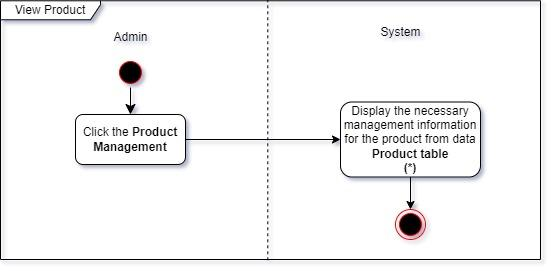 View Product
Admin
System
Click the Product
Management
Display the necessary
management information
for the product from data
Product table
(*)